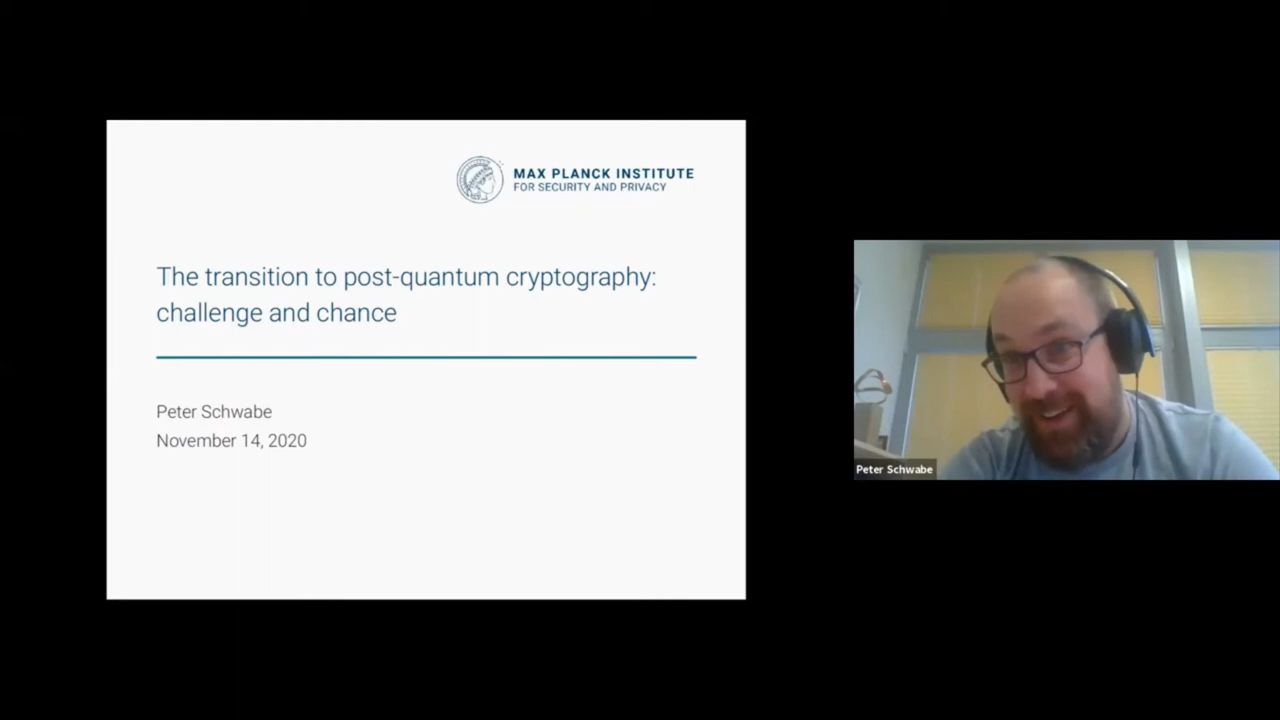 MAX PLANCK INSTITUTE
FOR SECURITY AND PRIVACY
The transition to post-quantum cryptography:
challenge and chance
Peter Schwabe
November 14, 2020
Peter Schwabe